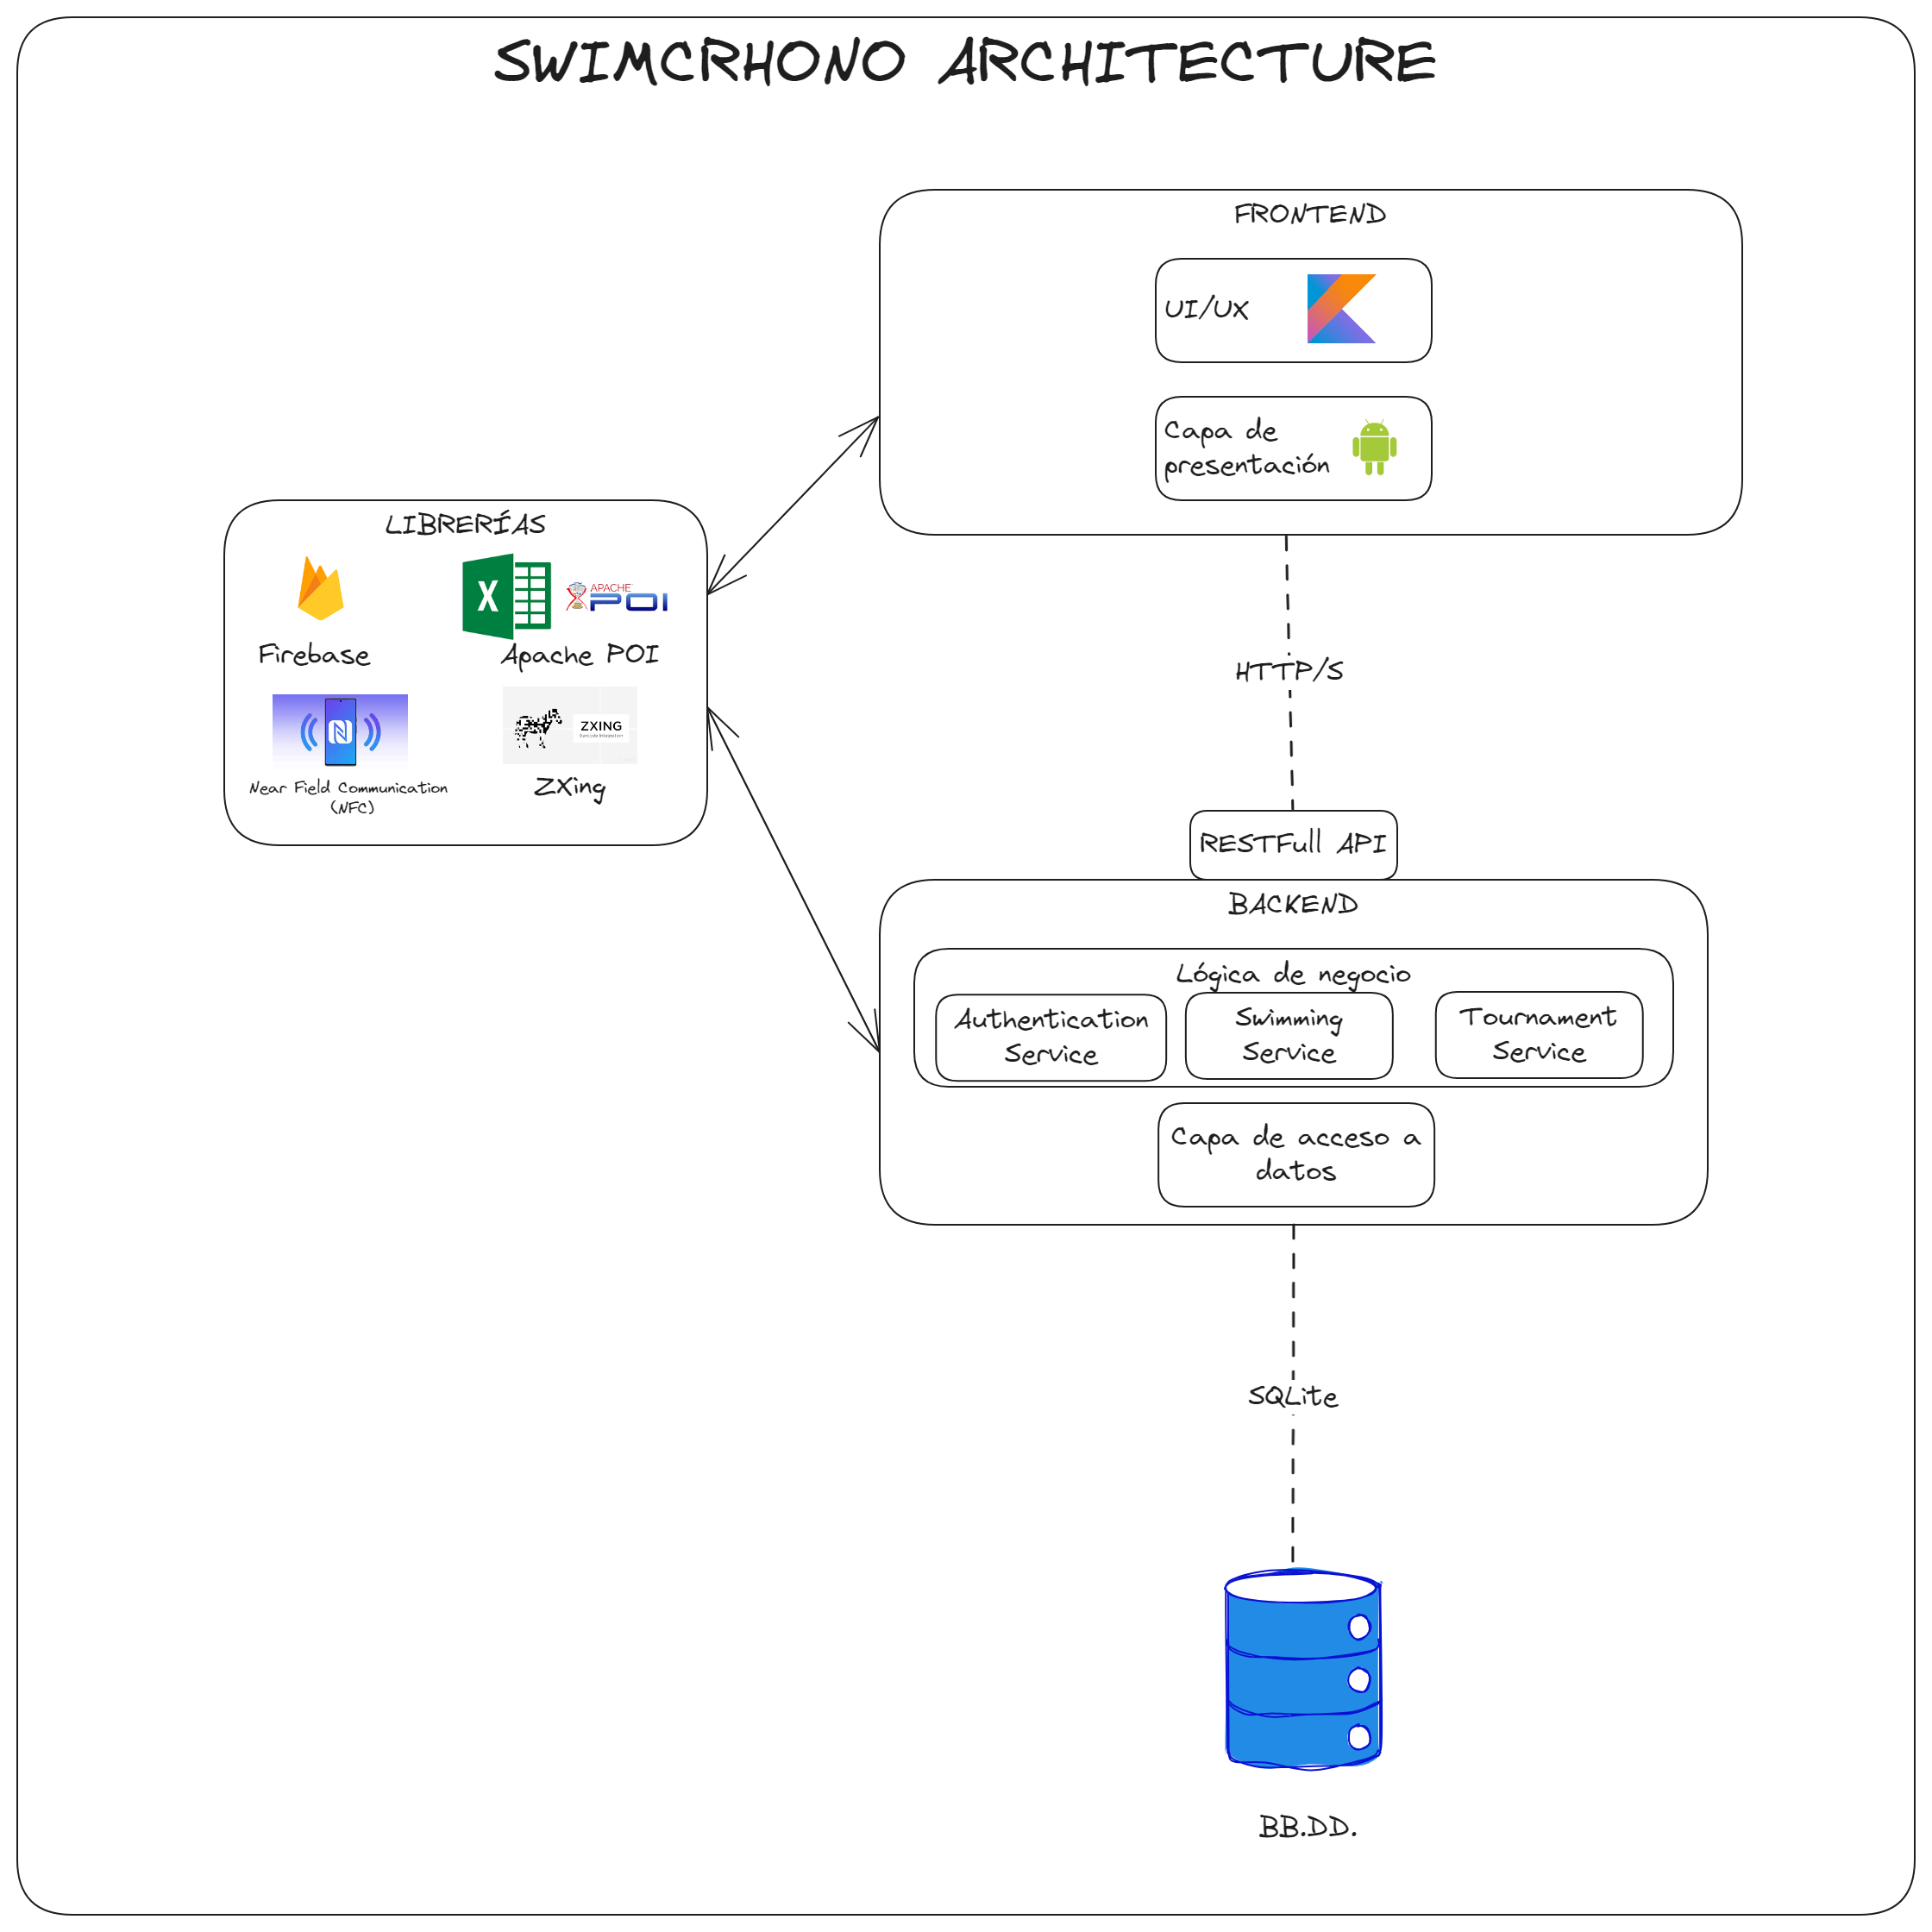 SWIMCRHONO ARCHITECTURE
FRONTEND
UI/UX
Capa de
presentación
LIBRERÍAS
X
APACHE
POI
Firebase
Apache POI
N
ZXING
Near Field Communication
(NFC)
ZXing
HTTP/S
RESTFull API
BACKEND
Lógica de negocio
Authentication
Service
Swimming
Service
Tournament
Service
Capa de acceso a
datos
SQLite
BB.DD.